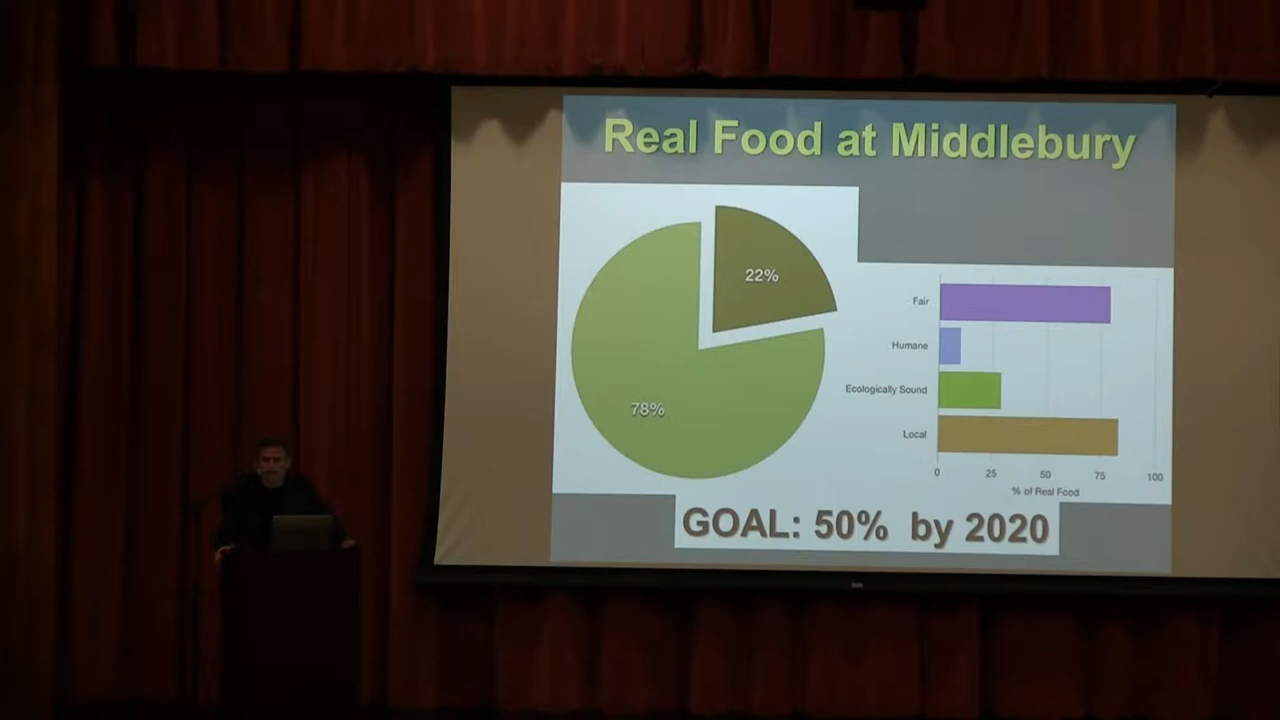 Real Food at Middlebury
22%
78%
Fair
Humane
Ecologically Sound
Local
0 25 50 75 100
% of Real Food
GOAL: 50% by 2020